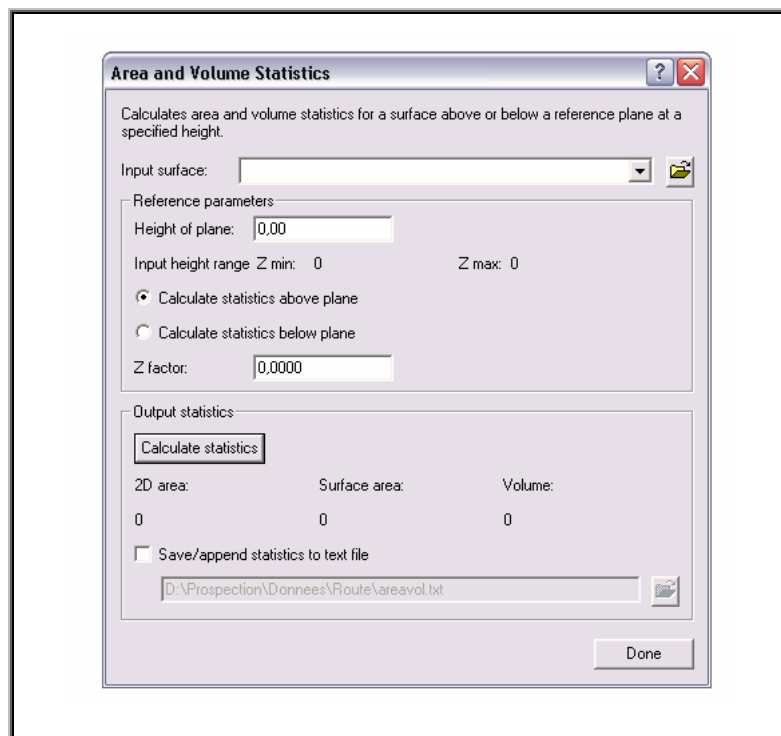 Area and Volume Statistics
Calculates area and volume statistics for a surface above or below a reference plane at a
specified height.
Input surface:
Reference parameters
Height of plane: 0,00
Input height range Z min: 0 Z max: 0
Calculate statistics above plane
Calculate statistics below plane
Z factor: 0,0000
Output statistics
Calculate statistics
2D area: Surface area: Volume:
0 0 0
Save/append statistics to text file
D:\Prospection\Donnees\Route\areavol.txt
Done